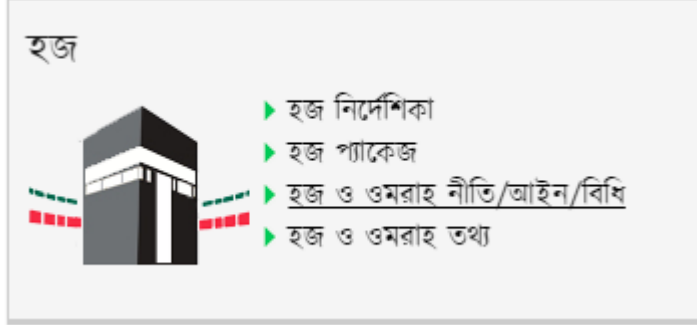 হজ
হজ নির্দেশিকা
হজ প্যাকেজ
হজ ও ওমরাহ নীতি/আইন/বিধি
হজ ও ওমরাহ তথ্য